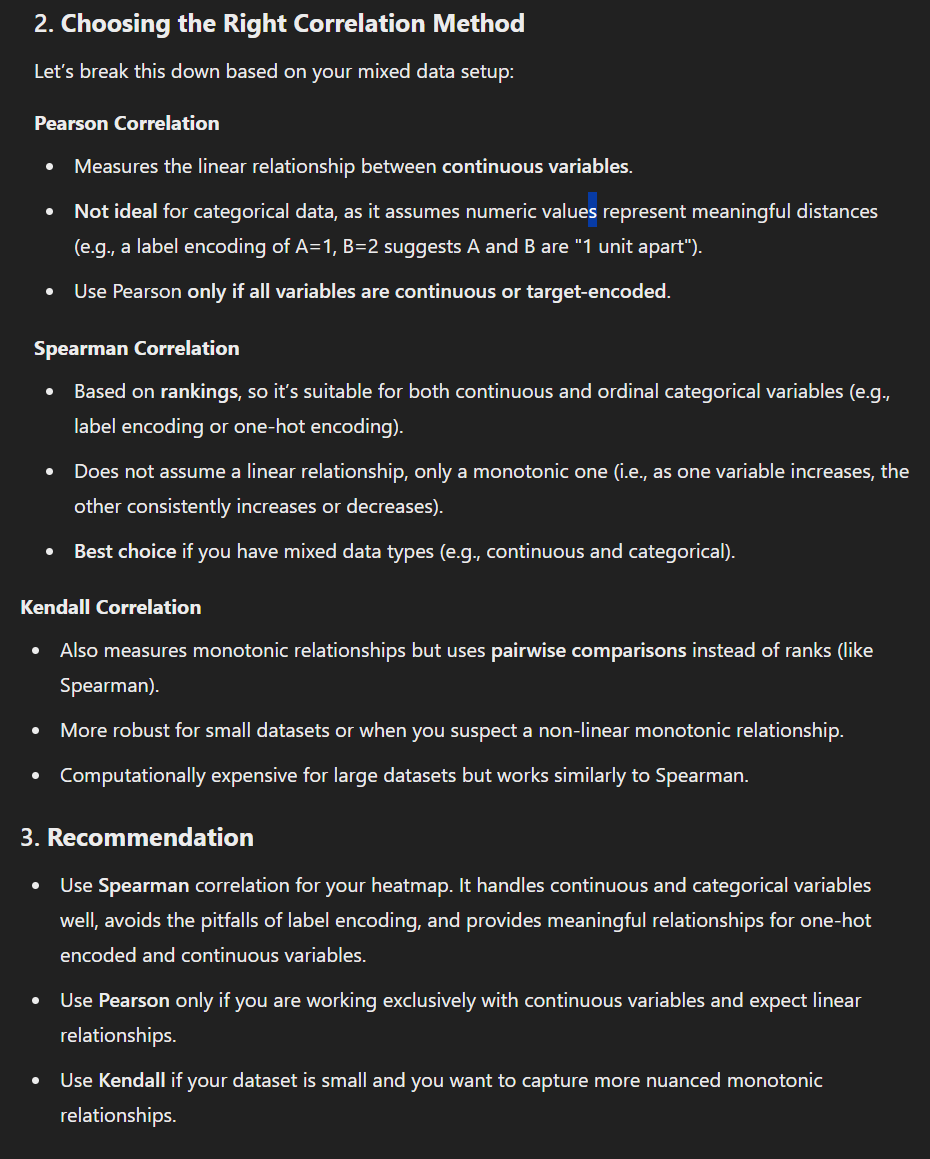 2. Choosing the Right Correlation Method
Let's break this down based on your mixed data setup:
Pearson Correlation
• Measures the linear relationship between continuous variables.
• Not ideal for categorical data, as it assumes numeric values represent meaningful distances
(e.g., a label encoding of A=1, B=2 suggests A and B are "1 unit apart").
• Use Pearson only if all variables are continuous or target-encoded.
Spearman Correlation
• Based on rankings, so it's suitable for both continuous and ordinal categorical variables (e.g.,
label encoding or one-hot encoding).
• Does not assume a linear relationship, only a monotonic one (i.e., as one variable increases, the
other consistently increases or decreases).
• Best choice if you have mixed data types (e.g., continuous and categorical).
Kendall Correlation
• Also measures monotonic relationships but uses pairwise comparisons instead of ranks (like
Spearman).
• More robust for small datasets or when you suspect a non-linear monotonic relationship.
• Computationally expensive for large datasets but works similarly to Spearman.
3. Recommendation
• Use Spearman correlation for your heatmap. It handles continuous and categorical variables
well, avoids the pitfalls of label encoding, and provides meaningful relationships for one-hot
encoded and continuous variables.
• Use Pearson only if you are working exclusively with continuous variables and expect linear
relationships.
• Use Kendall if your dataset is small and you want to capture more nuanced monotonic
relationships.